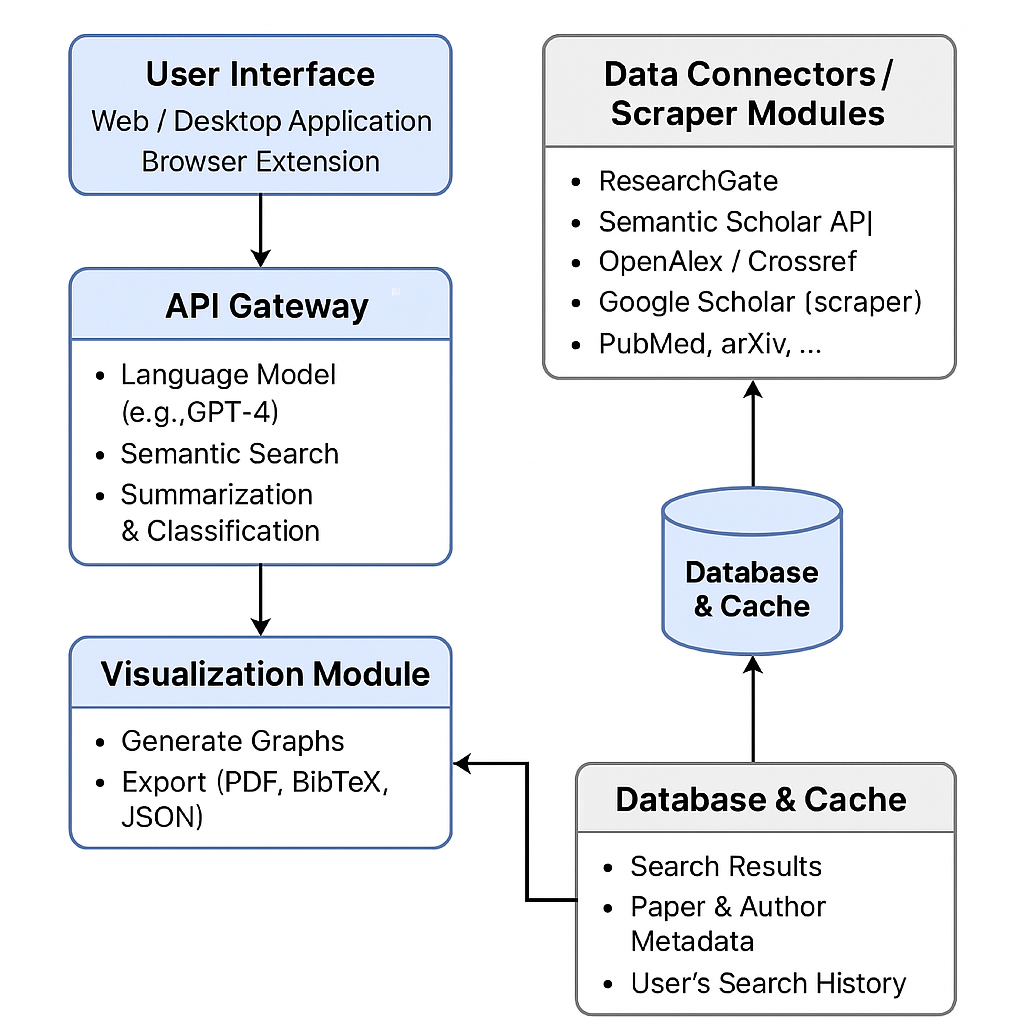 User Interface
Web / Desktop Application
Browser Extension
API Gateway
• Language Model
(e.g.,GPT-4)
• Semantic Search
• Summarization
& Classification
Visualization Module
• Generate Graphs
• Export (PDF, BibTeX,
JSON)
Data Connectors/
Scraper Modules
• ResearchGate
• Semantic Scholar AP|
• OpenAlex / Crossref
• Google Scholar (scraper)
• PubMed, arXiv, ...
Database
& Cache
Database & Cache
• Search Results
• Paper & Author
Metadata
• User's Search History